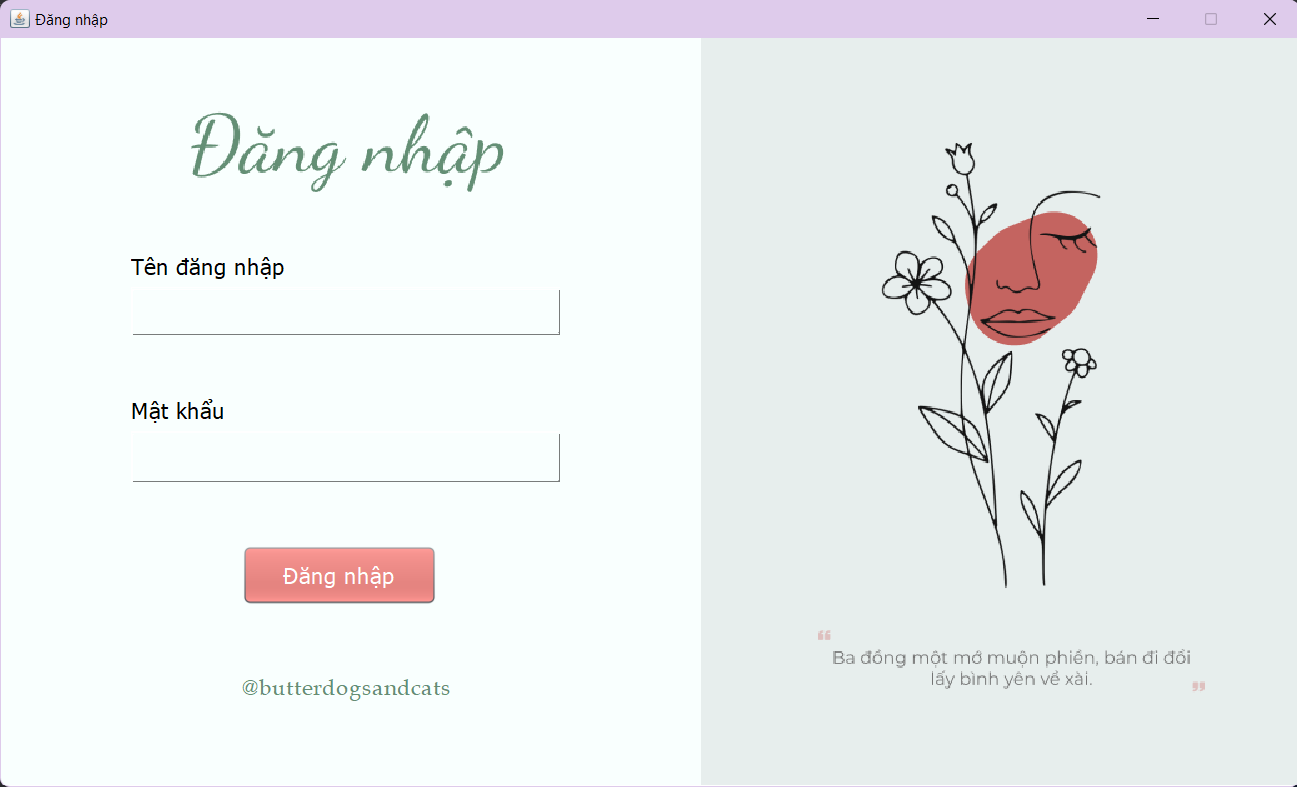 Đăng nhập
Đăng nhập
Tên đăng nhập
Mật khẩu
Đăng nhập
@butterdogsandcats
❝
Ba đồng một mớ muộn phiền, bán đi đổi
lấy bình yên về xài.
❞